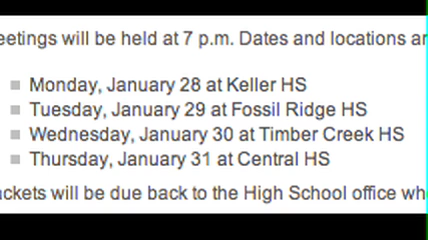 eetings will be held at 7 p.m. Dates and locations ar
Monday, January 28 at Keller HS
Tuesday, January 29 at Fossil Ridge HS
Wednesday, January 30 at Timber Creek HS
Thursday, January 31 at Central HS
ackets will be due back to the High School office wh